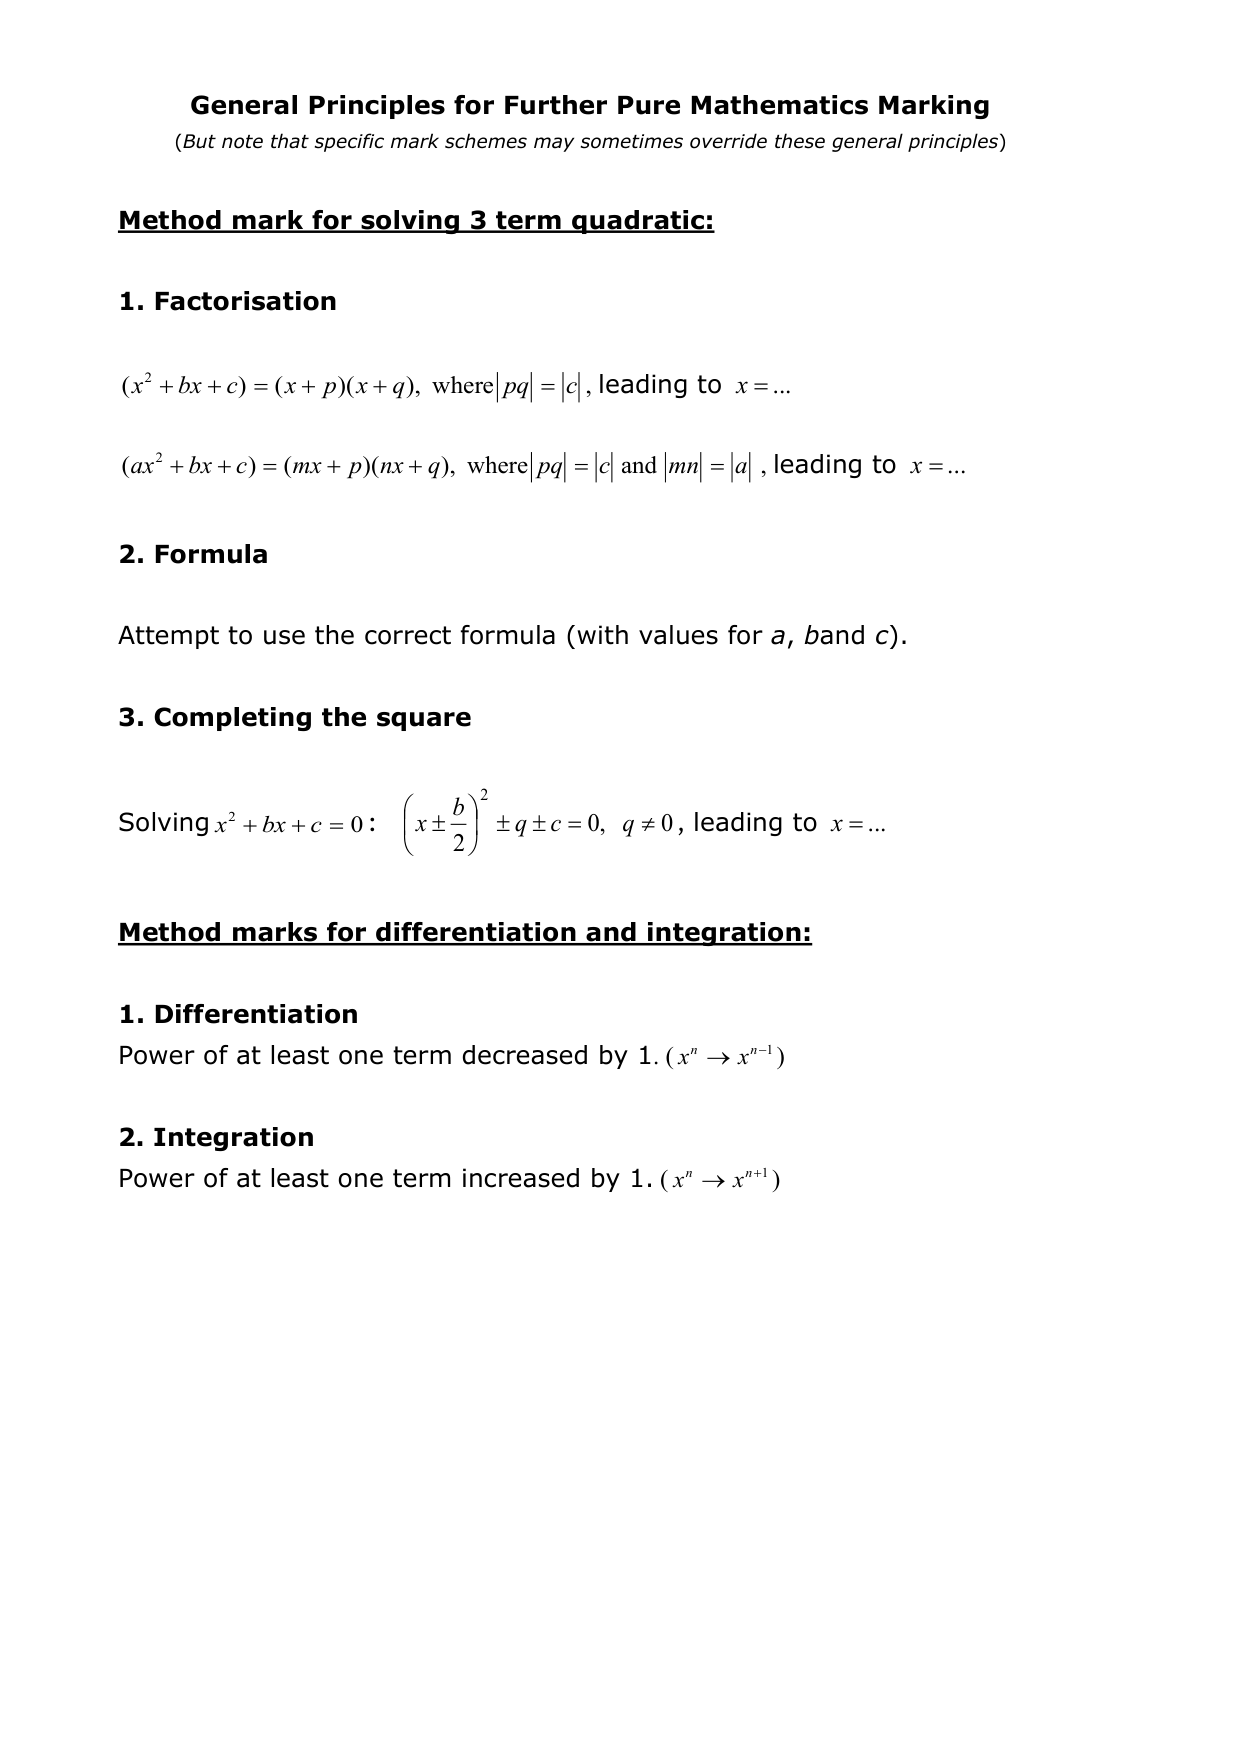 General Principles for Further Pure Mathematics Marking
(But note that specific mark schemes may sometimes override these general principles)
Method mark for solving 3 term quadratic:
1. Factorisation
(x² + bx + c) = (x + p)(x + q), where |pq| = |c|, leading to x = ...
(ax² + bx + c) = (mx + p)(nx + q), where |pq| = |c| and |mn| = |a| , leading to x = ...
2. Formula
Attempt to use the correct formula (with values for a, band c).
3. Completing the square
Solving x² + bx + c = 0 : (x ± b/2)² ± q ± c = 0, q ≠ 0 , leading to x = ...
Method marks for differentiation and integration:
1. Differentiation
Power of at least one term decreased by 1. ( xⁿ → xⁿ⁻¹ )
2. Integration
Power of at least one term increased by 1. ( xⁿ → xⁿ⁺¹ )